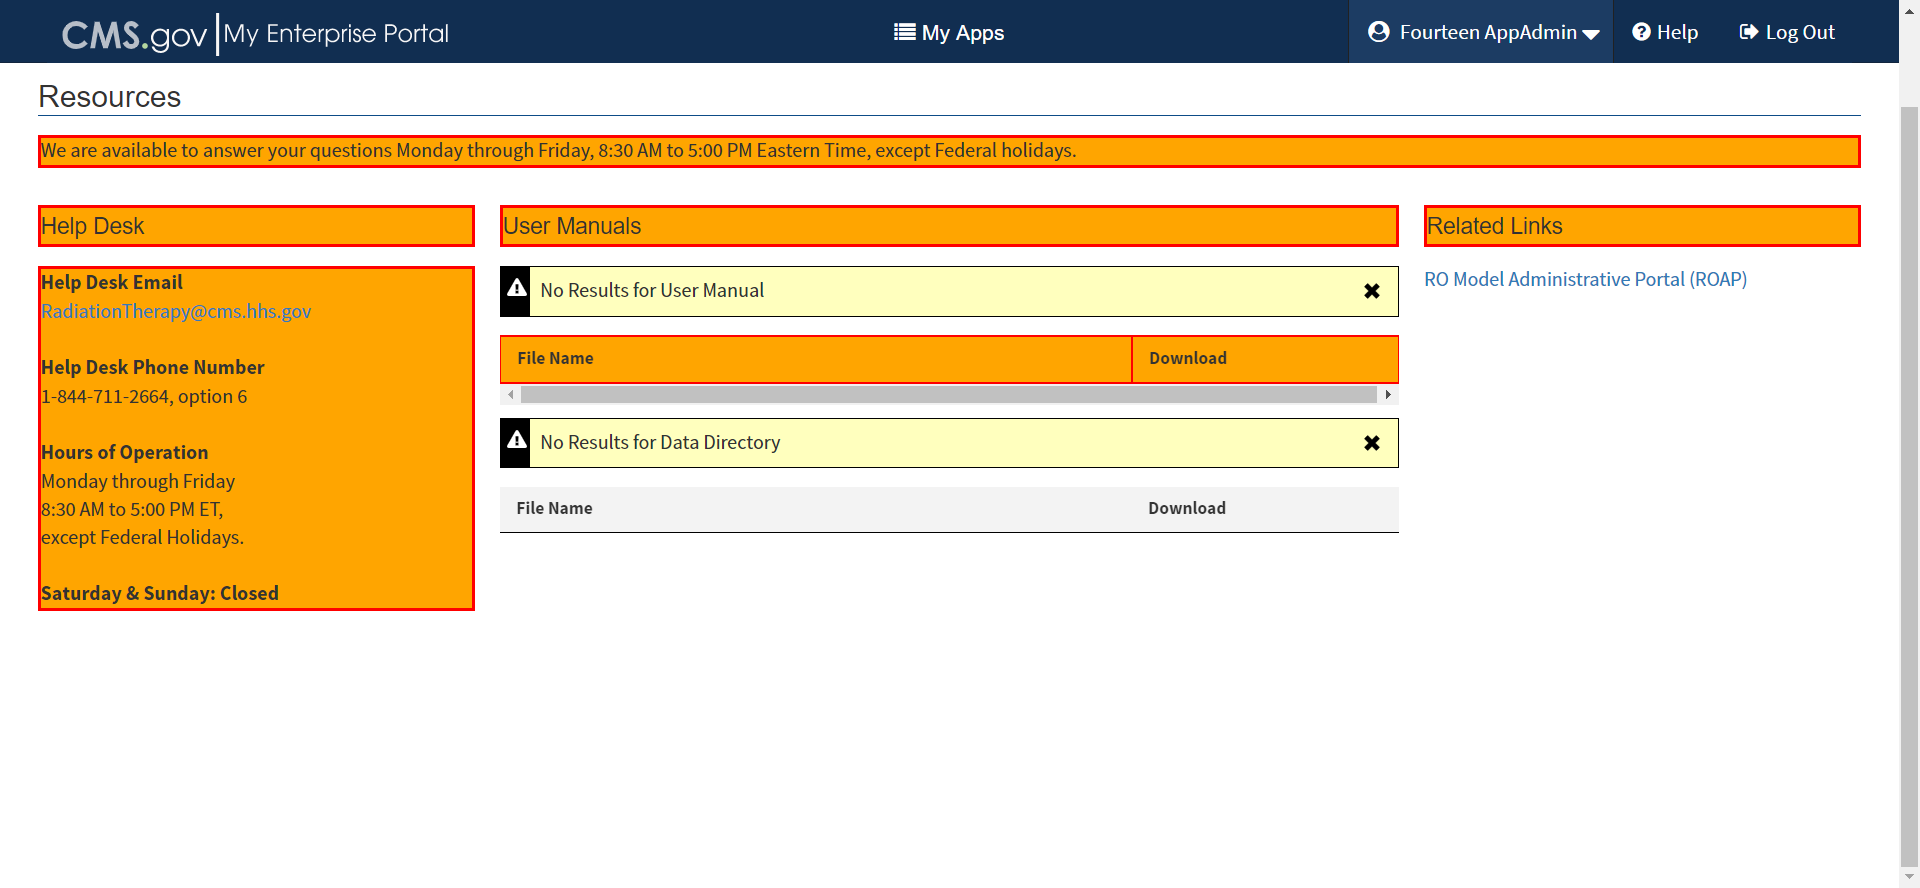 CMS.gov My Enterprise Portal
My Apps
Fourteen AppAdmin
Help
Log Out
Resources
We are available to answer your questions Monday through Friday, 8:30 AM to 5:00 PM Eastern Time, except Federal holidays.
Help Desk
Help Desk Email
RadiationTherapy@cms.hhs.gov
Help Desk Phone Number
1-844-711-2664, option 6
Hours of Operation
Monday through Friday
8:30 AM to 5:00 PM ET,
except Federal Holidays.
Saturday & Sunday: Closed
User Manuals
No Results for User Manual
File Name Download
No Results for Data Directory
File Name Download
Related Links
RO Model Administrative Portal (ROAP)